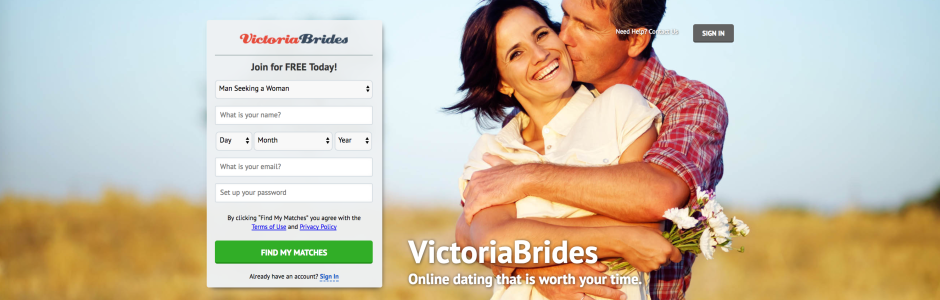 VictoriaBrides
Join for FREE Today!
Man Seeking a Woman
What is your name?
Day Month Year
What is your email?
Set up your password
By clicking "Find My Matches" you agree with the
Terms of Use and Privacy Policy
FIND MY MATCHES
Already have an account? Sign In
Need Help? Contact Us
SIGN IN
VictoriaBrides
Online dating that is worth your time.